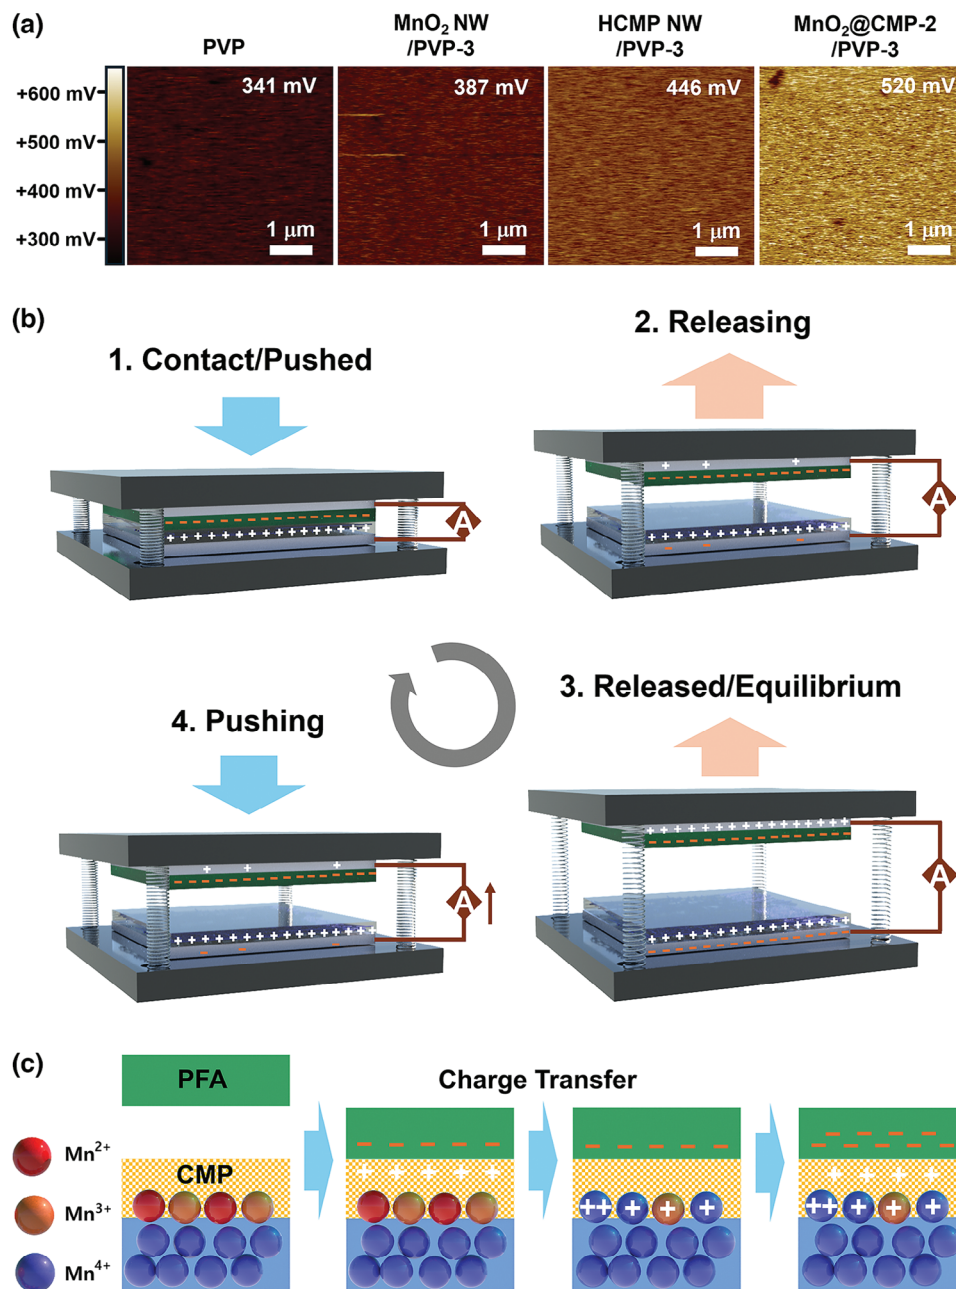 (a)
PVP
MnO₂ NW
/PVP-3
HCMP NW
/PVP-3
MnO₂@CMP-2
/PVP-3
+600 mV
+500 mV
+400 mV
+300 mV
341 mV
387 mV
446 mV
520 mV
1 μm
1 μm
1 μm
1 μm
(b)
1. Contact/Pushed
2. Releasing
A
A
4. Pushing
3. Released/Equilibrium
A
A
(c)
PFA
Charge Transfer
CMP
Mn²⁺
Mn³⁺
Mn⁴⁺